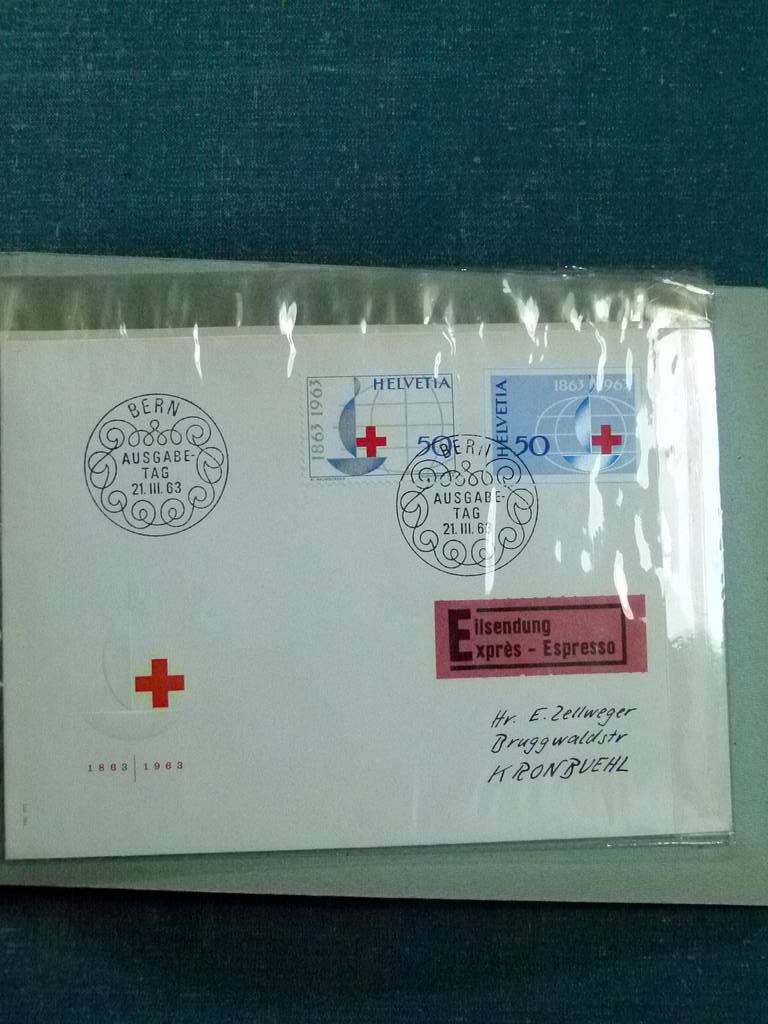 BERN
AUSGABE-
TAG
21. III. 63
1863 1963
HELVETIA
50
HELVETIA
1863 1963
50
BERN
AUSGABE-
TAG
21. III. 63
Eilsendung
Exprès - Espresso
Hr. E. Zellweger
Bruggwaldstr
KRONBUEHL
1863 | 1963